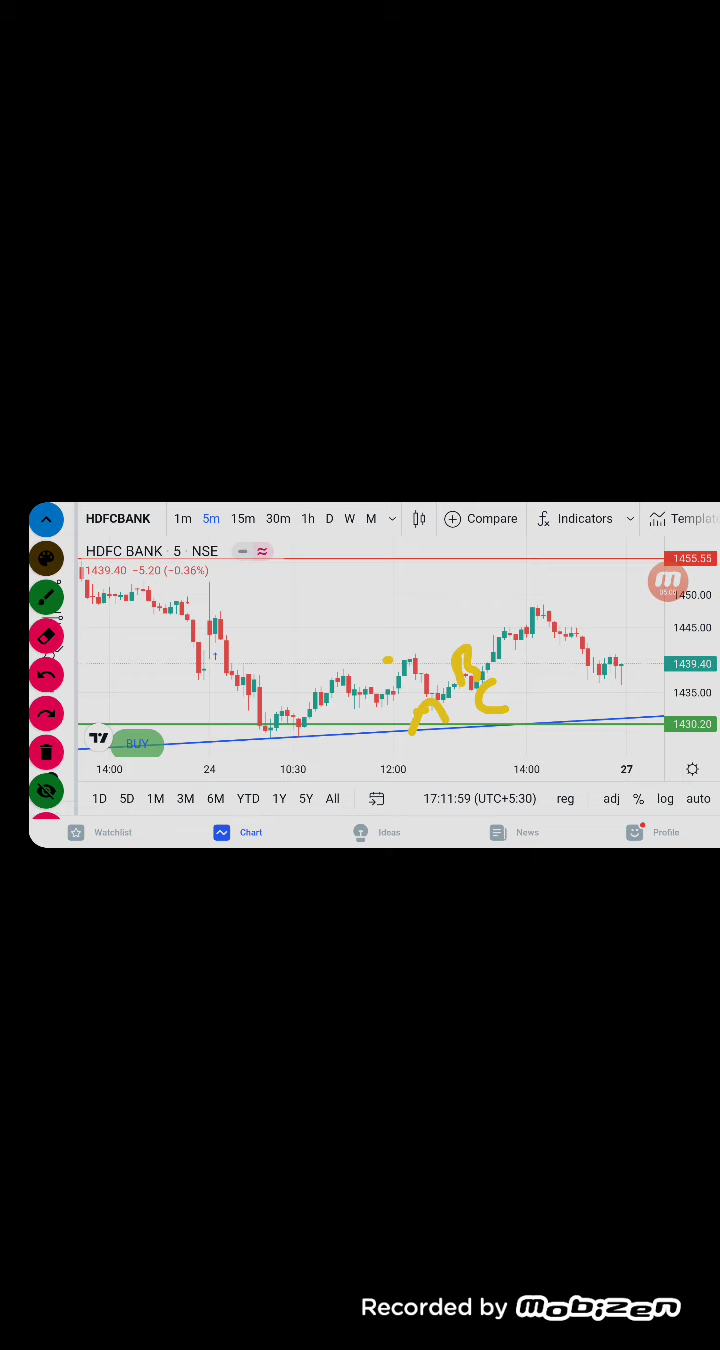 HDFCBANK 1m 5m 15m 30m 1h D W M Compare Indicators Templat
HDFC BANK · 5 · NSE
1439.40 −5.20 (−0.36%)
1455.55
05:00
1450.00
1445.00
1439.40
1435.00
1430.20
A B C
BUY
14:00 24 10:30 12:00 14:00 27
1D 5D 1M 3M 6M YTD 1Y 5Y All 17:11:59 (UTC+5:30) reg adj % log auto
Watchlist Chart Ideas News Profile
Recorded by Mobizen